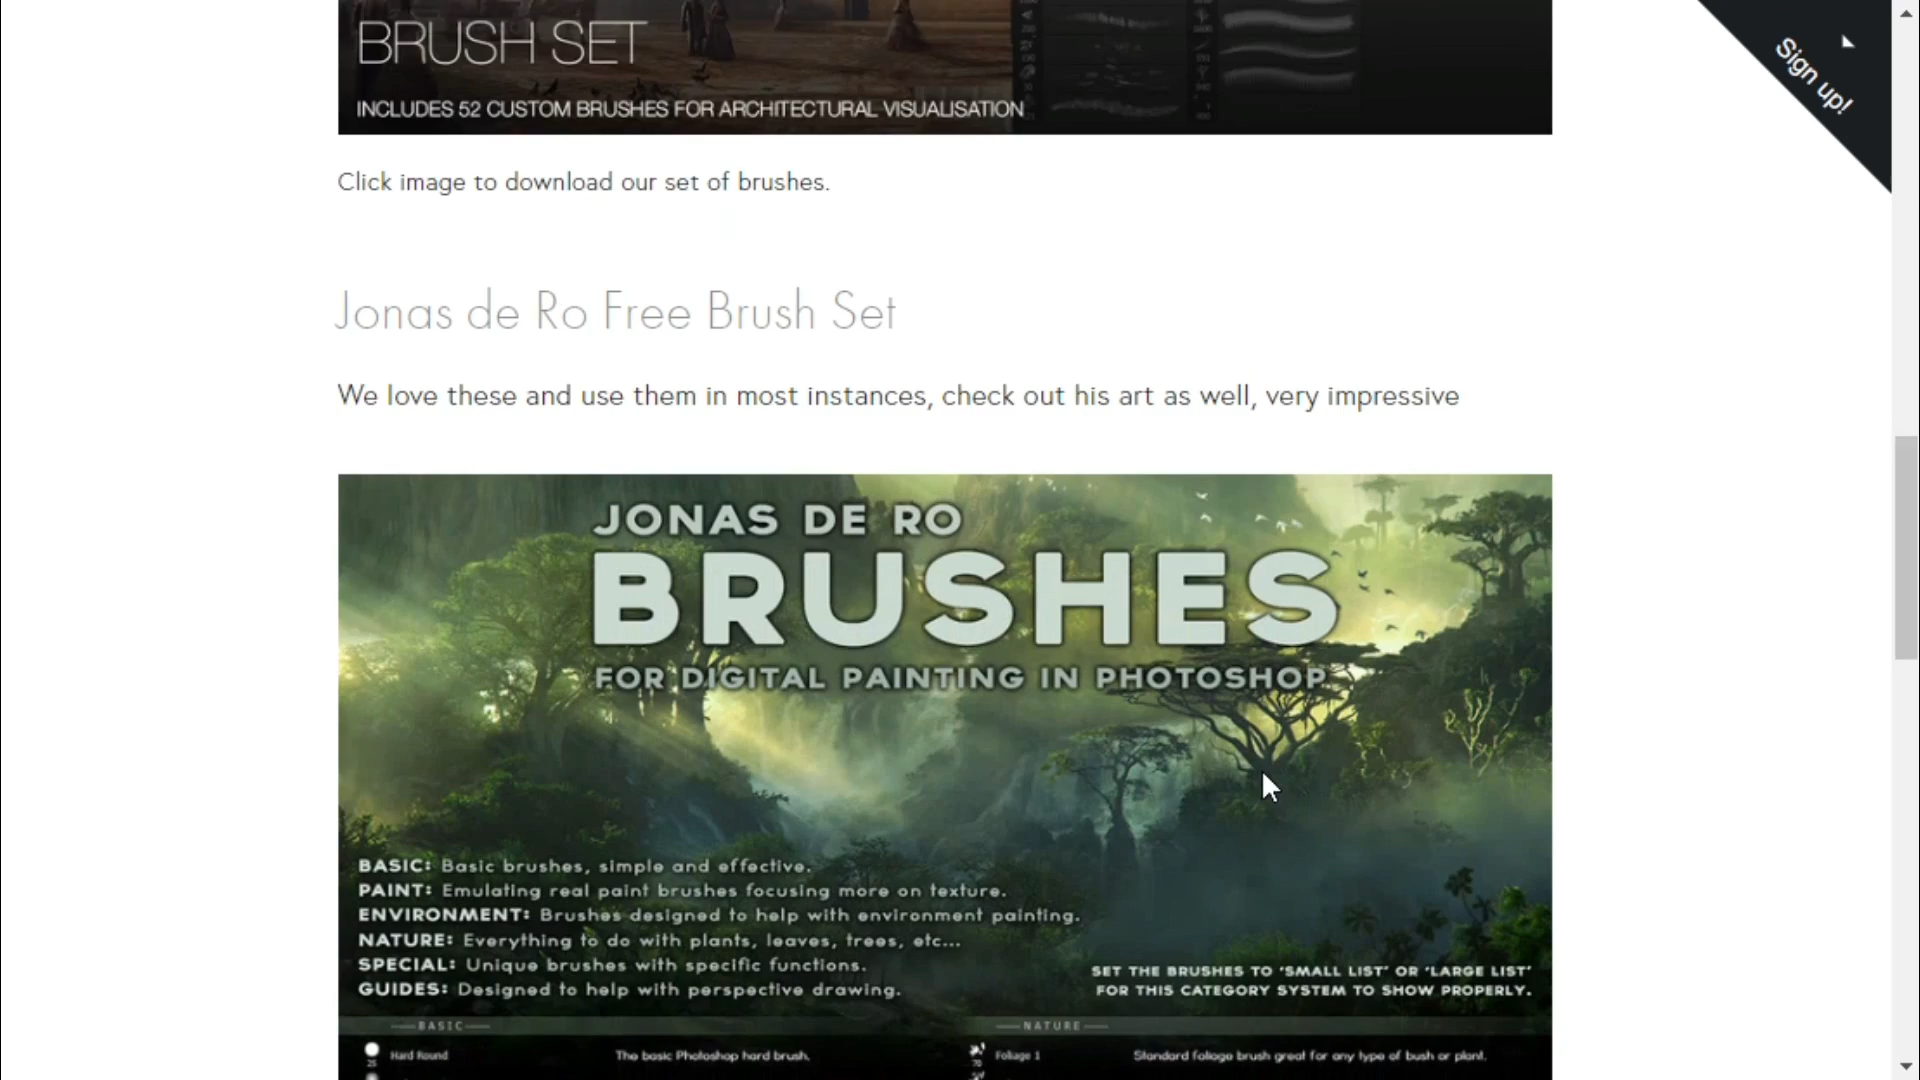 BRUSH SET
INCLUDES 52 CUSTOM BRUSHES FOR ARCHITECTURAL VISUALISATION
Sign up!
Click image to download our set of brushes.
Jonas de Ro Free Brush Set
We love these and use them in most instances, check out his art as well, very impressive
JONAS DE RO
BRUSHES
FOR DIGITAL PAINTING IN PHOTOSHOP
BASIC: Basic brushes, simple and effective.
PAINT: Emulating real paint brushes focusing more on texture.
ENVIRONMENT: Brushes designed to help with environment painting.
NATURE: Everything to do with plants, leaves, trees, etc...
SPECIAL: Unique brushes with specific functions.
GUIDES: Designed to help with perspective drawing.
SET THE BRUSHES TO 'SMALL LIST' OR 'LARGE LIST'
FOR THIS CATEGORY SYSTEM TO SHOW PROPERLY.
BASIC
NATURE
Hard Round The basic Photoshop hard brush.
25
Foliage 1 Standard foliage brush great for any type of bush or plant.
70